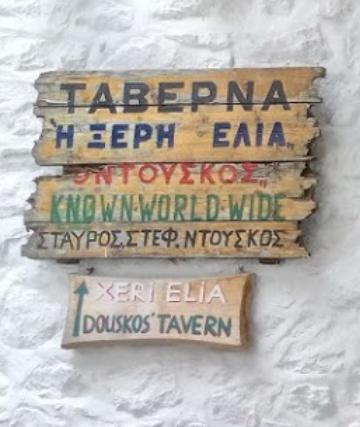 ΤΑΒΕΡΝΑ
"Η ΞΕΡΗ ΕΛΙΑ"
"ΝΤΟΥΣΚΟΣ"
KNOWN·WORLD·WIDE
ΣΤΑΥΡΟΣ.ΣΤΕΦ.ΝΤΟΥΣΚΟΣ
XERI ELIA
DOUSKOS' TAVERN